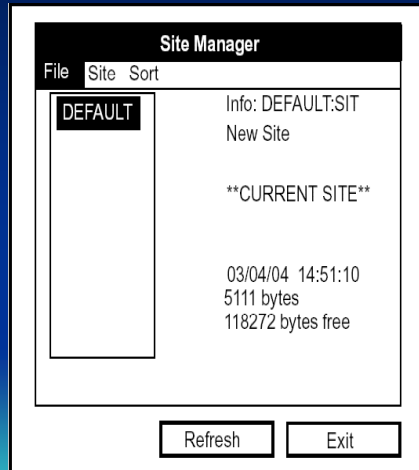 Site Manager
File Site Sort
DEFAULT
Info: DEFAULT:SIT
New Site
**CURRENT SITE**
03/04/04 14:51:10
5111 bytes
118272 bytes free
Refresh Exit